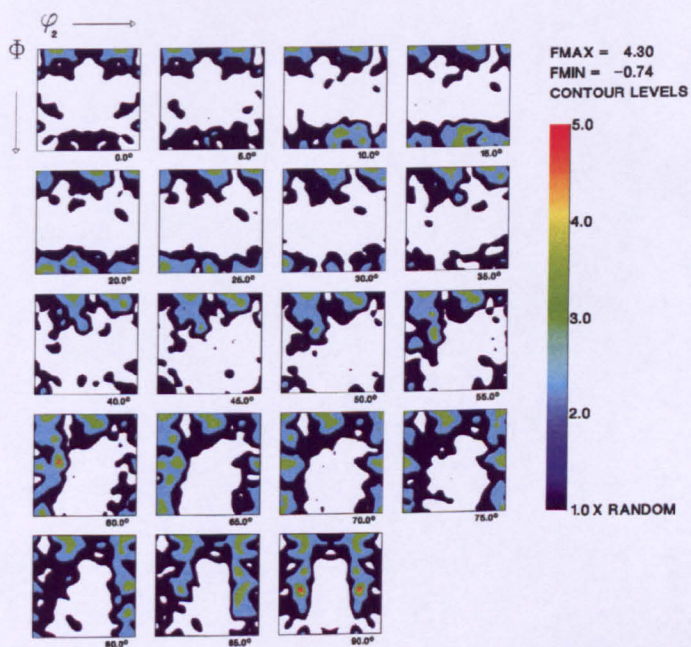 φ₂
Φ
FMAX = 4.30
FMIN = -0.74
CONTOUR LEVELS
0.0° 5.0° 10.0° 15.0°
20.0° 25.0° 30.0° 35.0°
40.0° 45.0° 50.0° 55.0°
60.0° 65.0° 70.0° 75.0°
80.0° 85.0° 90.0°
5.0
4.0
3.0
2.0
1.0 X RANDOM